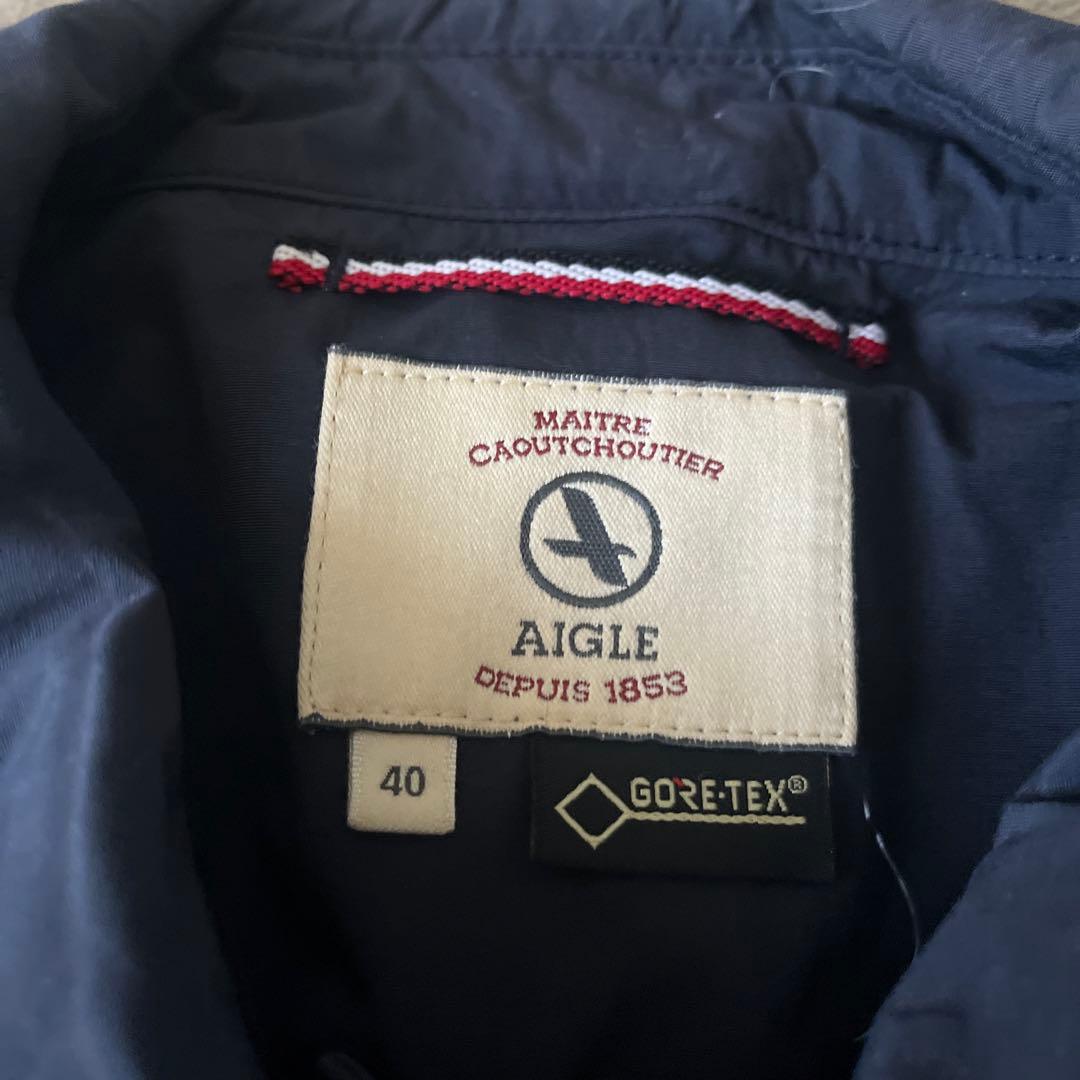 MAITRE
CAOUTCHOUTIER
AIGLE
DEPUIS 1853
40
GORE-TEX®